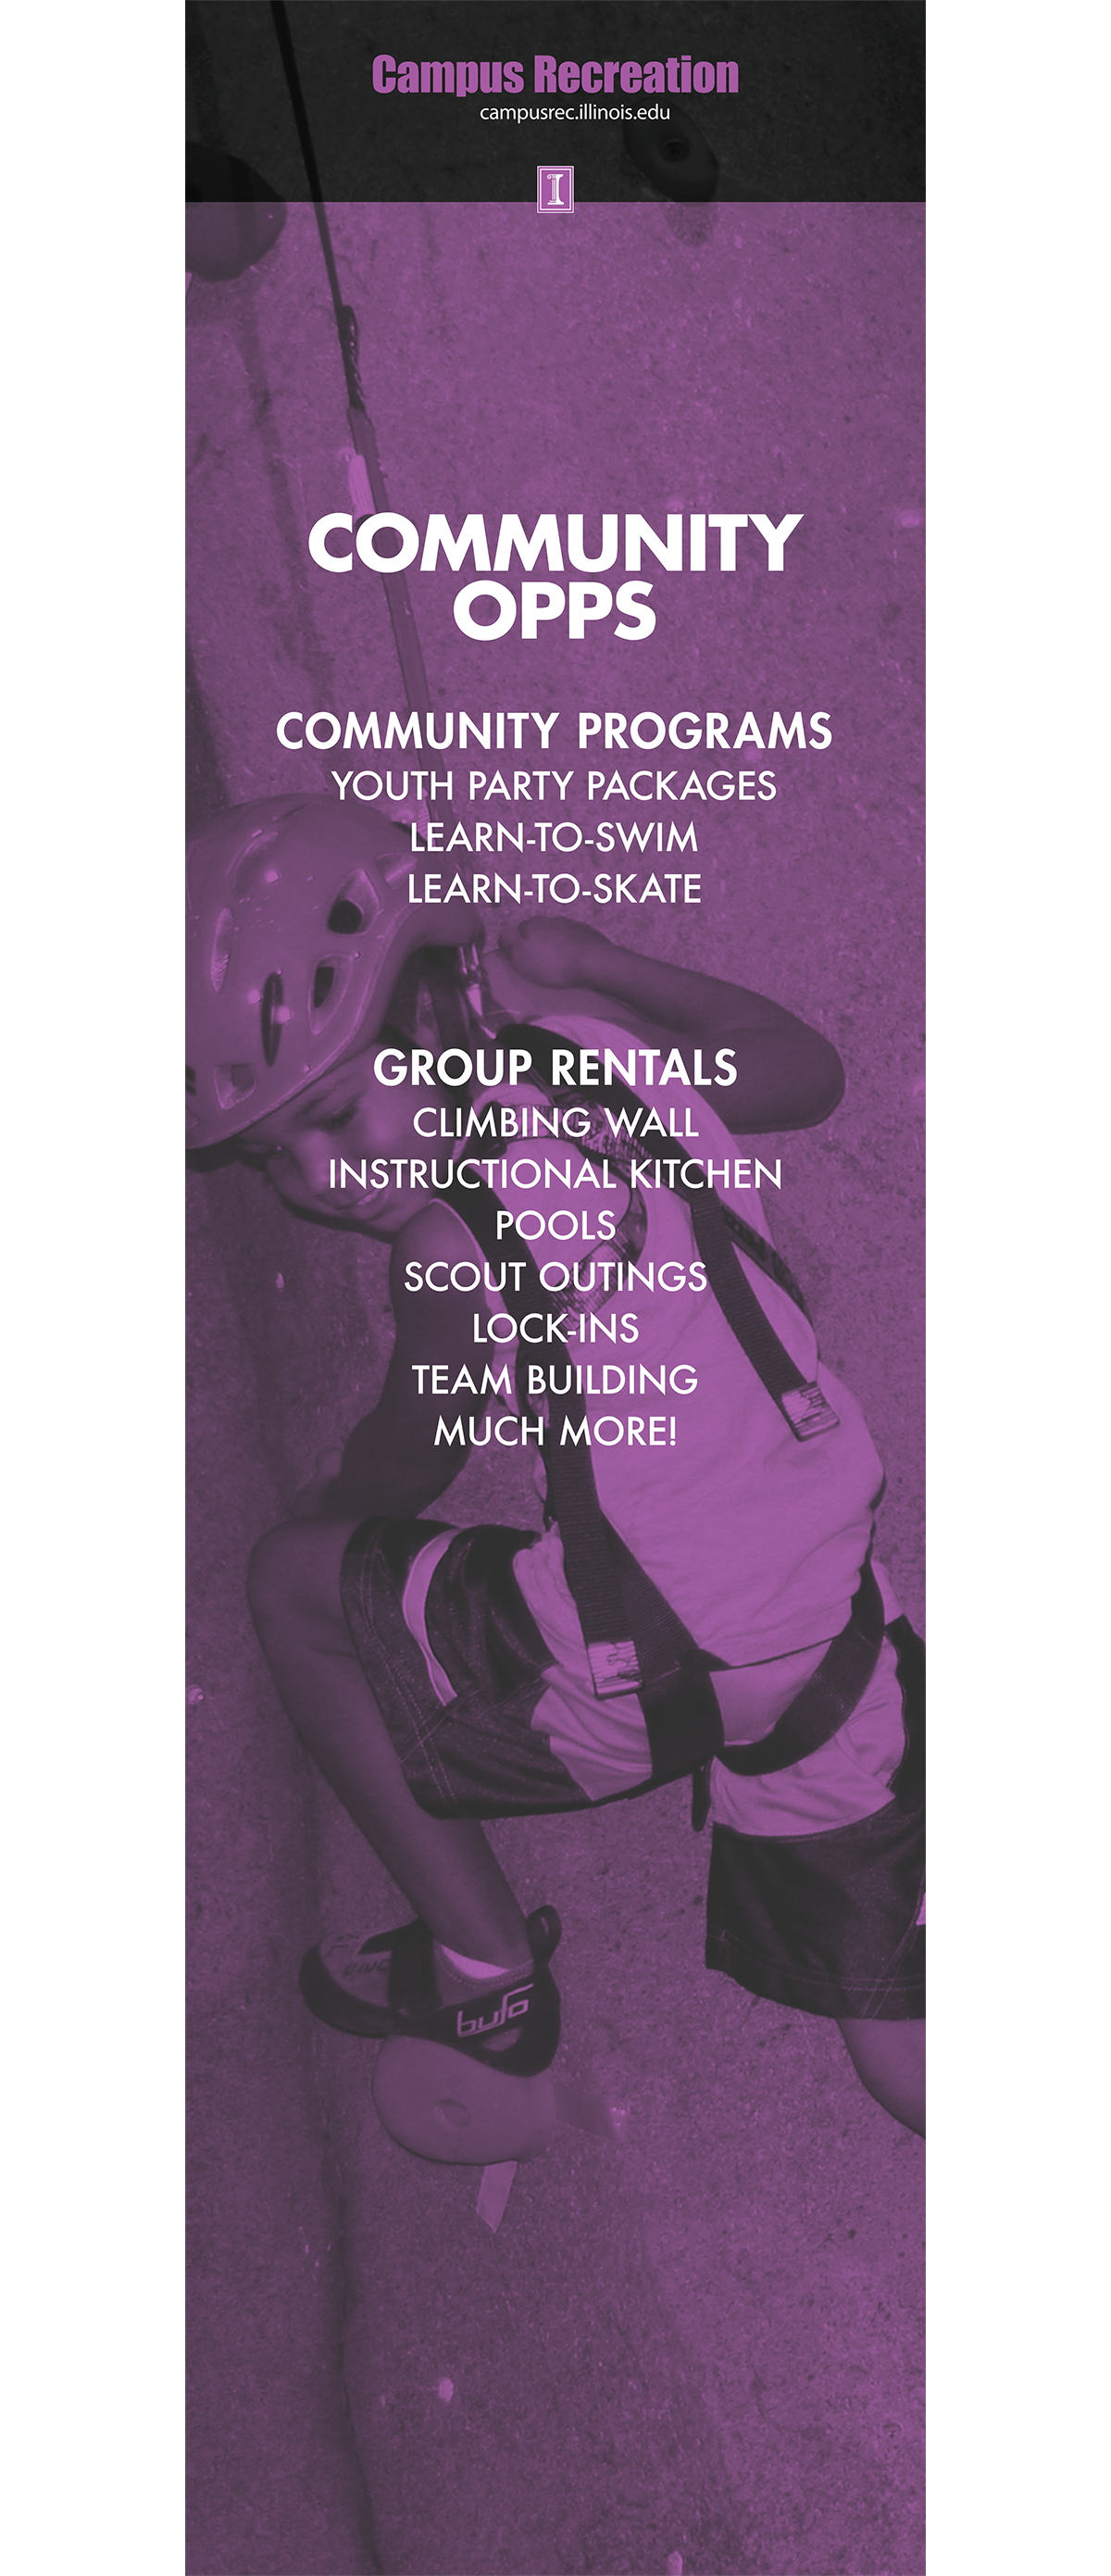 Campus Recreation
campusrec.illinois.edu
I
COMMUNITY
OPPS
COMMUNITY PROGRAMS
YOUTH PARTY PACKAGES
LEARN-TO-SWIM
LEARN-TO-SKATE
GROUP RENTALS
CLIMBING WALL
INSTRUCTIONAL KITCHEN
POOLS
SCOUT OUTINGS
LOCK-INS
TEAM BUILDING
MUCH MORE!
bufo